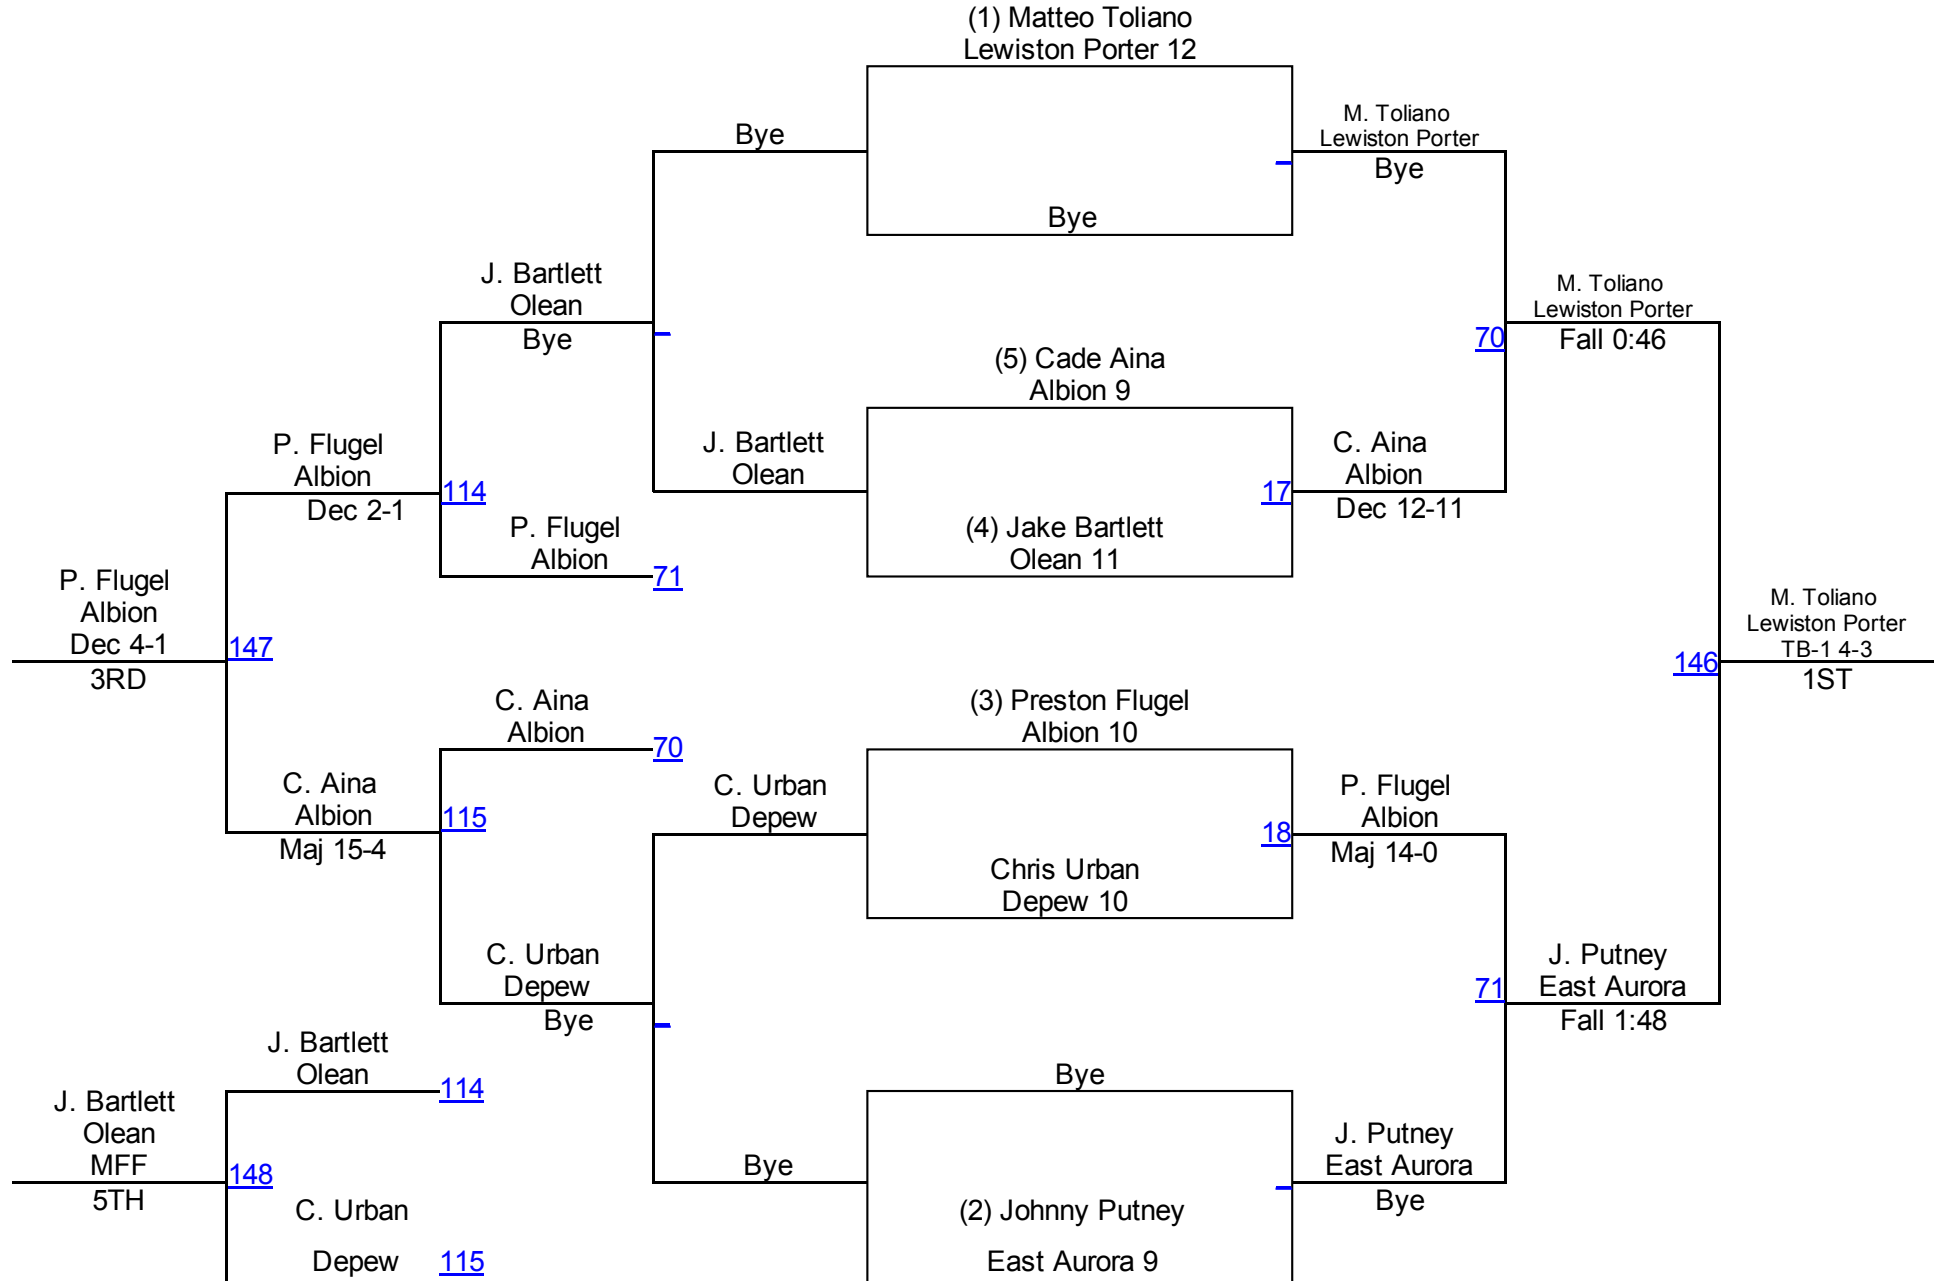 (1) Matteo Toliano
Lewiston Porter 12
M. Toliano
Lewiston Porter
Bye
Bye
Bye
J. Bartlett
Olean
Bye
M. Toliano
Lewiston Porter
Fall 0:46
70
(5) Cade Aina
Albion 9
P. Flugel
Albion
Dec 2-1
114
J. Bartlett
Olean
17
C. Aina
Albion
Dec 12-11
(4) Jake Bartlett
Olean 11
P. Flugel
Albion
71
P. Flugel
Albion
Dec 4-1
3RD
147
M. Toliano
Lewiston Porter
TB-1 4-3
1ST
146
C. Aina
Albion
70
(3) Preston Flugel
Albion 10
C. Aina
Albion
Maj 15-4
115
C. Urban
Depew
18
P. Flugel
Albion
Maj 14-0
Chris Urban
Depew 10
C. Urban
Depew
Bye
71
J. Putney
East Aurora
Fall 1:48
J. Bartlett
Olean
114
Bye
J. Bartlett
Olean
MFF
5TH
148
Bye
J. Putney
East Aurora
Bye
C. Urban
Depew
115
(2) Johnny Putney
East Aurora 9